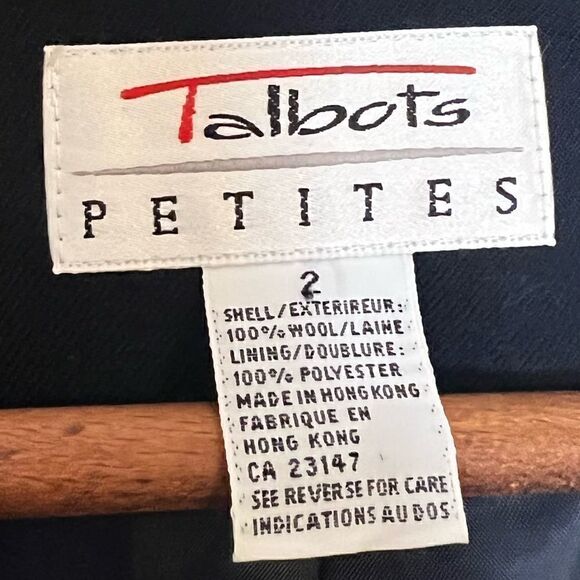 Talbots
PETITES
2
SHELL/EXTERIREUR:
100% WOOL/LAINE
LINING/DOUBLURE:
100% POLYESTER
MADE IN HONG KONG
FABRIQUE EN
HONG KONG
CA 23147
SEE REVERSE FOR CARE
INDICATIONS AU DOS